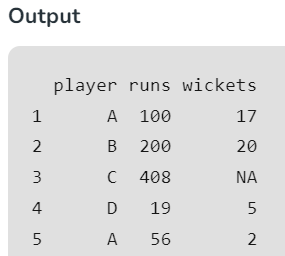 Output
player runs wickets
1 A 100 17
2 B 200 20
3 C 408 NA
4 D 19 5
5 A 56 2